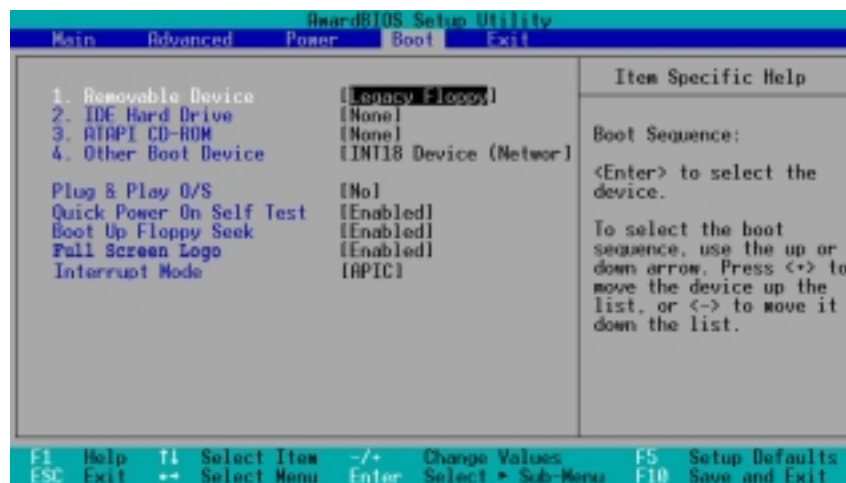 AwardBIOS Setup Utility
Main Advanced Power Boot Exit
Item Specific Help
1. Removable Device [Legacy Floppy]
2. IDE Hard Drive [None]
3. ATAPI CD-ROM [None]
4. Other Boot Device [INT18 Device (Networ]
Plug & Play O/S [No]
Quick Power On Self Test [Enabled]
Boot Up Floppy Seek [Enabled]
Full Screen Logo [Enabled]
Interrupt Mode [APIC]
Boot Sequence:
<Enter> to select the
device.
To select the boot
sequence, use the up or
down arrow. Press <+> to
move the device up the
list, or <-> to move it
down the list.
F1 Help ↑↓ Select Item -/+ Change Values F5 Setup Defaults
ESC Exit ←→ Select Menu Enter Select ► Sub-Menu F10 Save and Exit